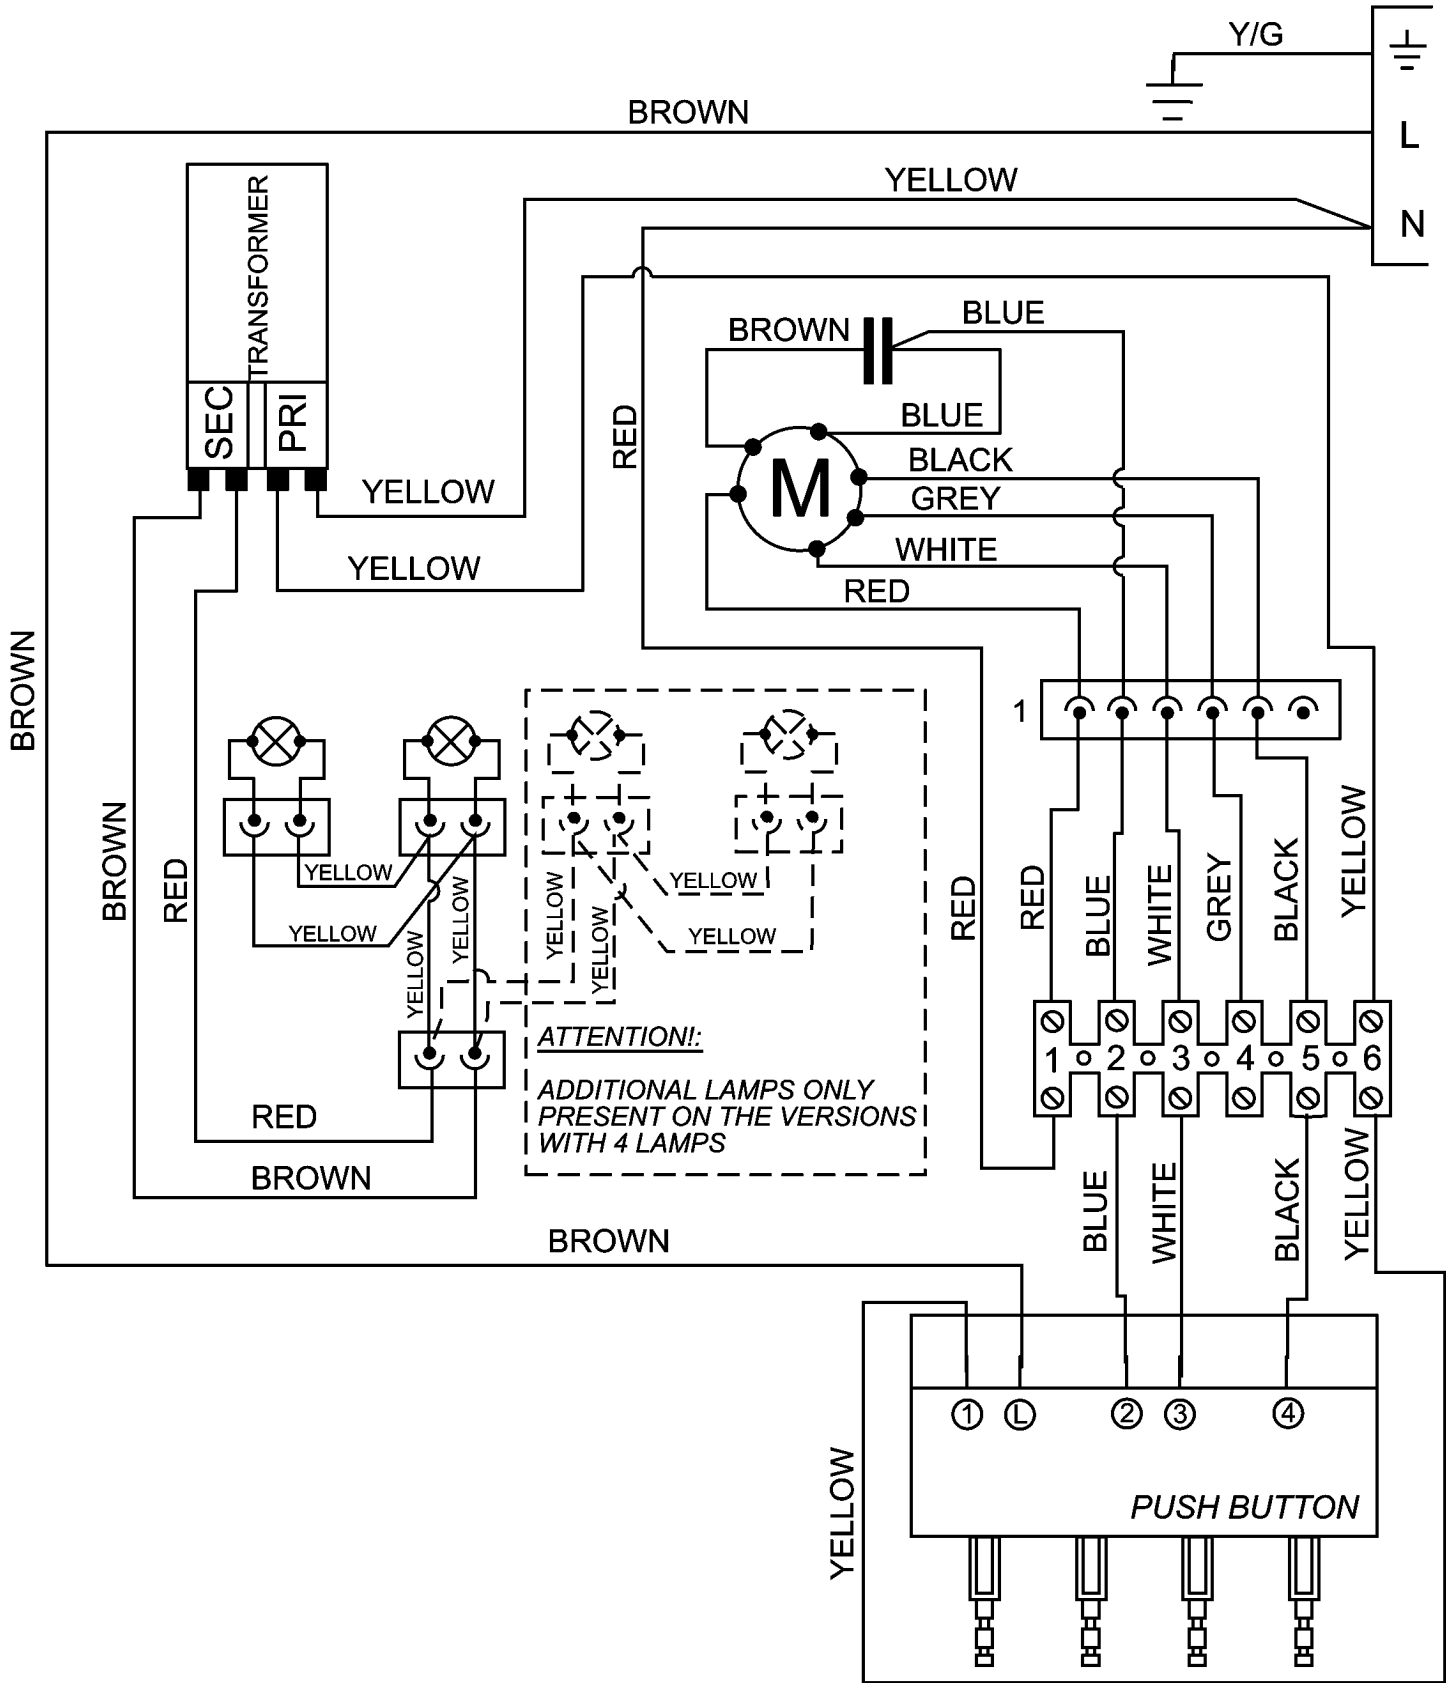 Y/G
BROWN
L
YELLOW
N
TRANSFORMER
SEC
PRI
BLUE
BROWN
RED
BLUE
M
BLACK
YELLOW
GREY
WHITE
YELLOW
RED
BROWN
1
BROWN
RED
YELLOW
YELLOW
YELLOW
YELLOW
YELLOW
YELLOW
YELLOW
YELLOW
RED
RED
BLUE
WHITE
GREY
BLACK
YELLOW
ATTENTION!:
1 2 3 4 5 6
ADDITIONAL LAMPS ONLY
PRESENT ON THE VERSIONS
WITH 4 LAMPS
RED
BROWN
BROWN
BLUE
WHITE
BLACK
YELLOW
1 L 2 3 4
YELLOW
PUSH BUTTON